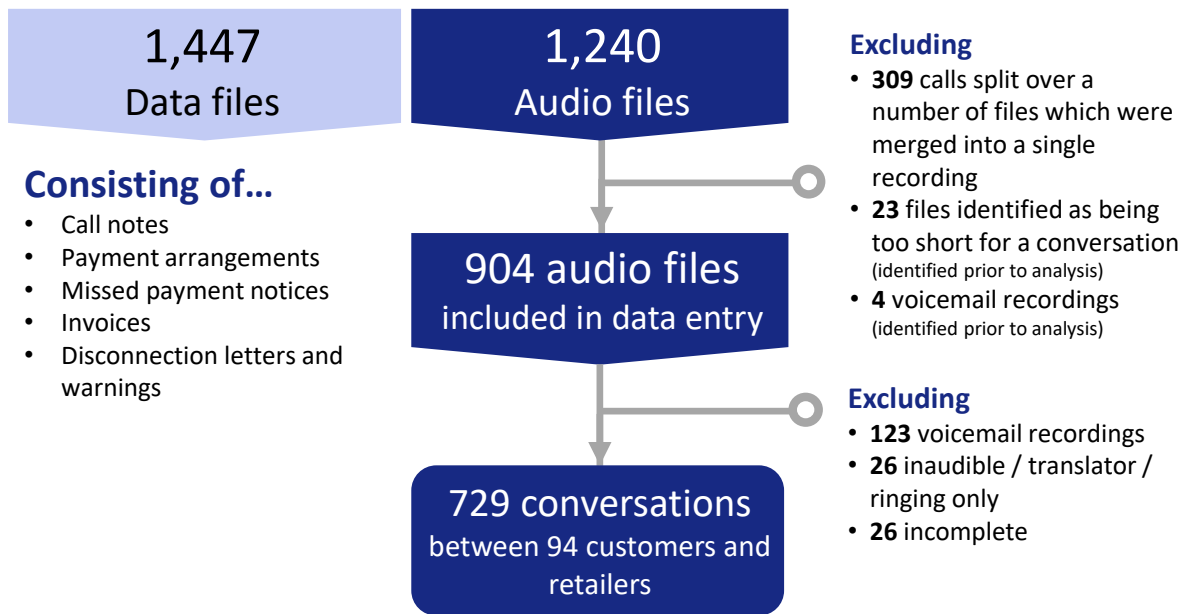 1,447
Data files
Consisting of…
• Call notes
• Payment arrangements
• Missed payment notices
• Invoices
• Disconnection letters and
warnings
1,240
Audio files
Excluding
• 309 calls split over a
number of files which were
merged into a single
recording
• 23 files identified as being
too short for a conversation
(identified prior to analysis)
• 4 voicemail recordings
(identified prior to analysis)
904 audio files
included in data entry
Excluding
• 123 voicemail recordings
• 26 inaudible / translator /
ringing only
• 26 incomplete
729 conversations
between 94 customers and
retailers